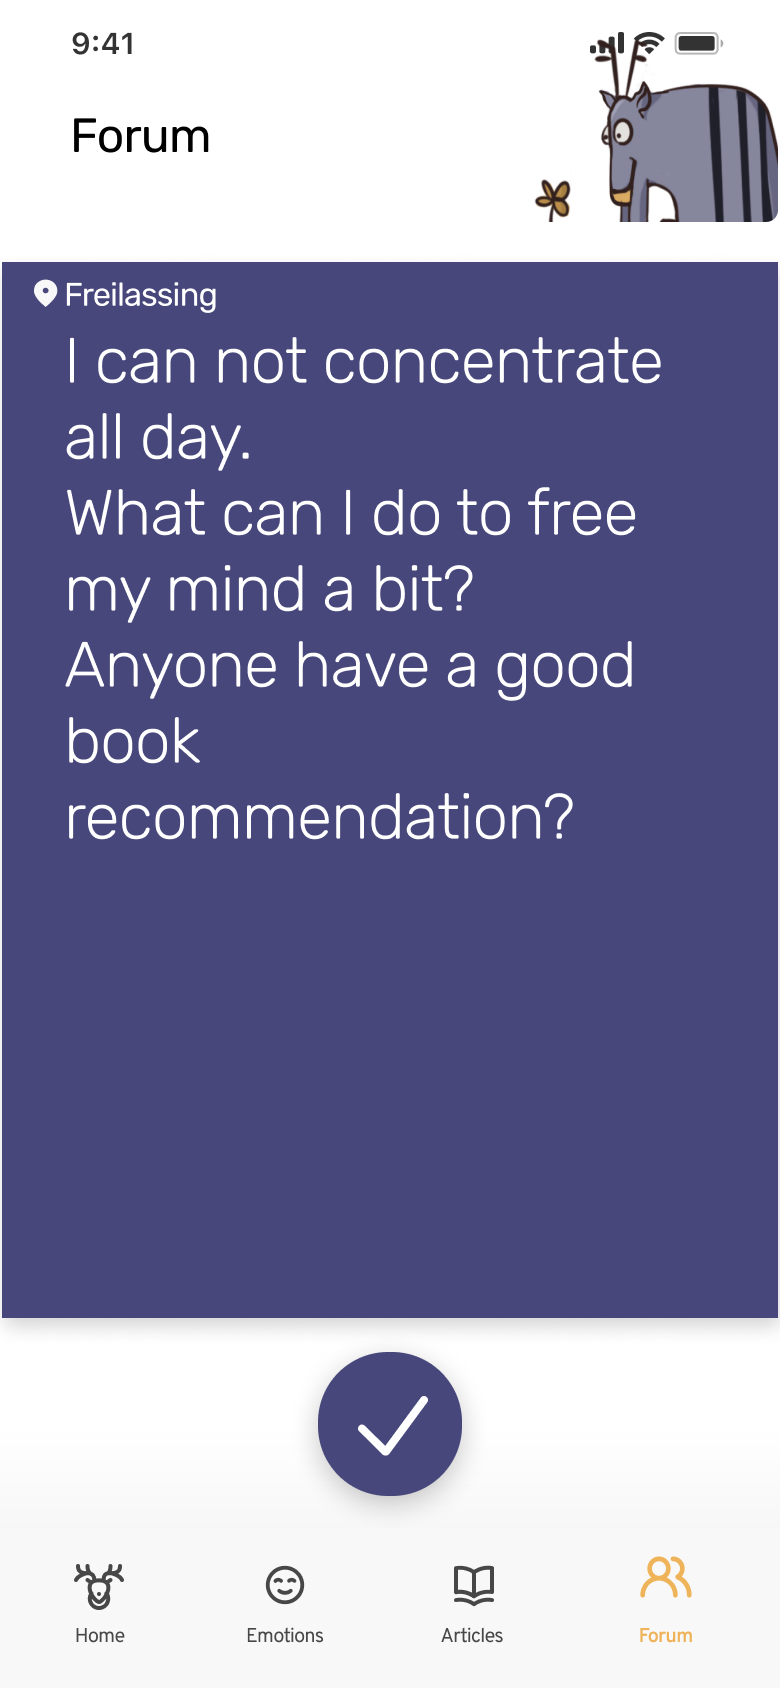 9:41
Forum
Freilassing
I can not concentrate
all day.
What can I do to free
my mind a bit?
Anyone have a good
book
recommendation?
Home
Emotions
Articles
Forum